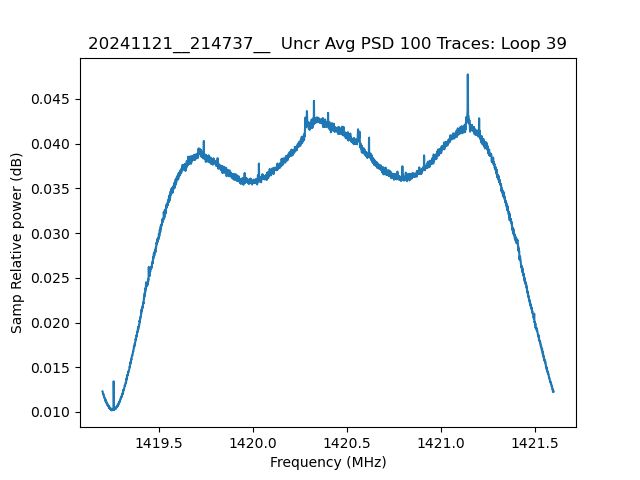 20241121__214737__  Uncr Avg PSD 100 Traces: Loop 39
Samp Relative power (dB)
0.045
0.040
0.035
0.030
0.025
0.020
0.015
0.010
1419.5 1420.0 1420.5 1421.0 1421.5
Frequency (MHz)